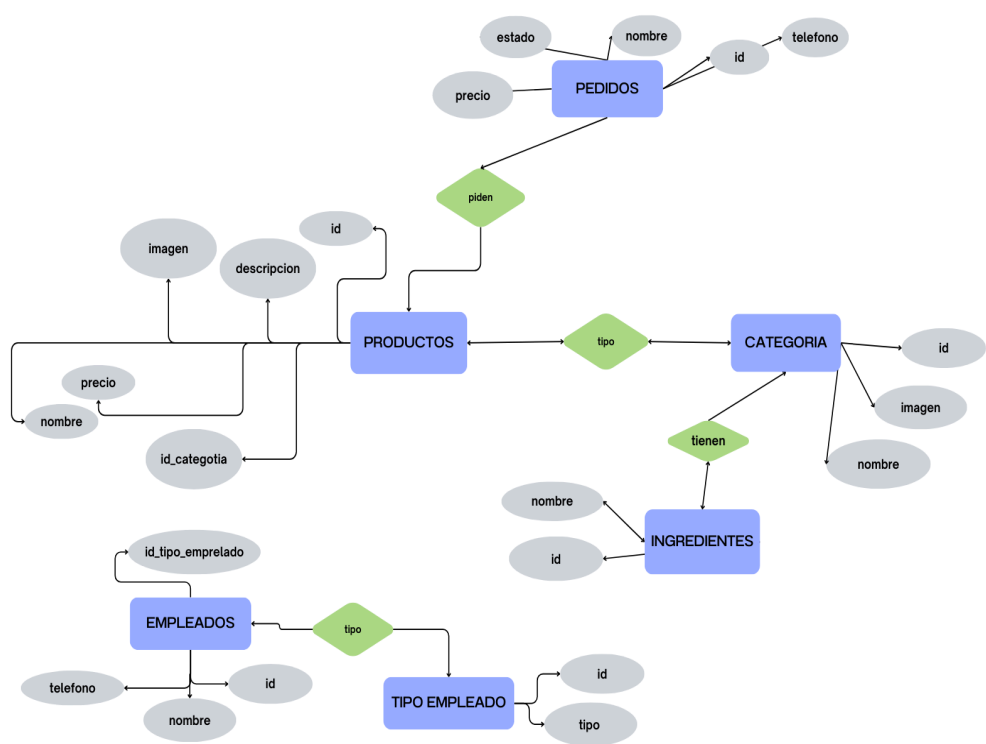 estado
nombre
telefono
id
precio
PEDIDOS
piden
id
imagen
descripcion
PRODUCTOS
tipo
CATEGORIA
id
precio
nombre
imagen
id_categotia
tienen
nombre
nombre
INGREDIENTES
id
id_tipo_emprelado
EMPLEADOS
tipo
telefono
id
nombre
TIPO EMPLEADO
id
tipo